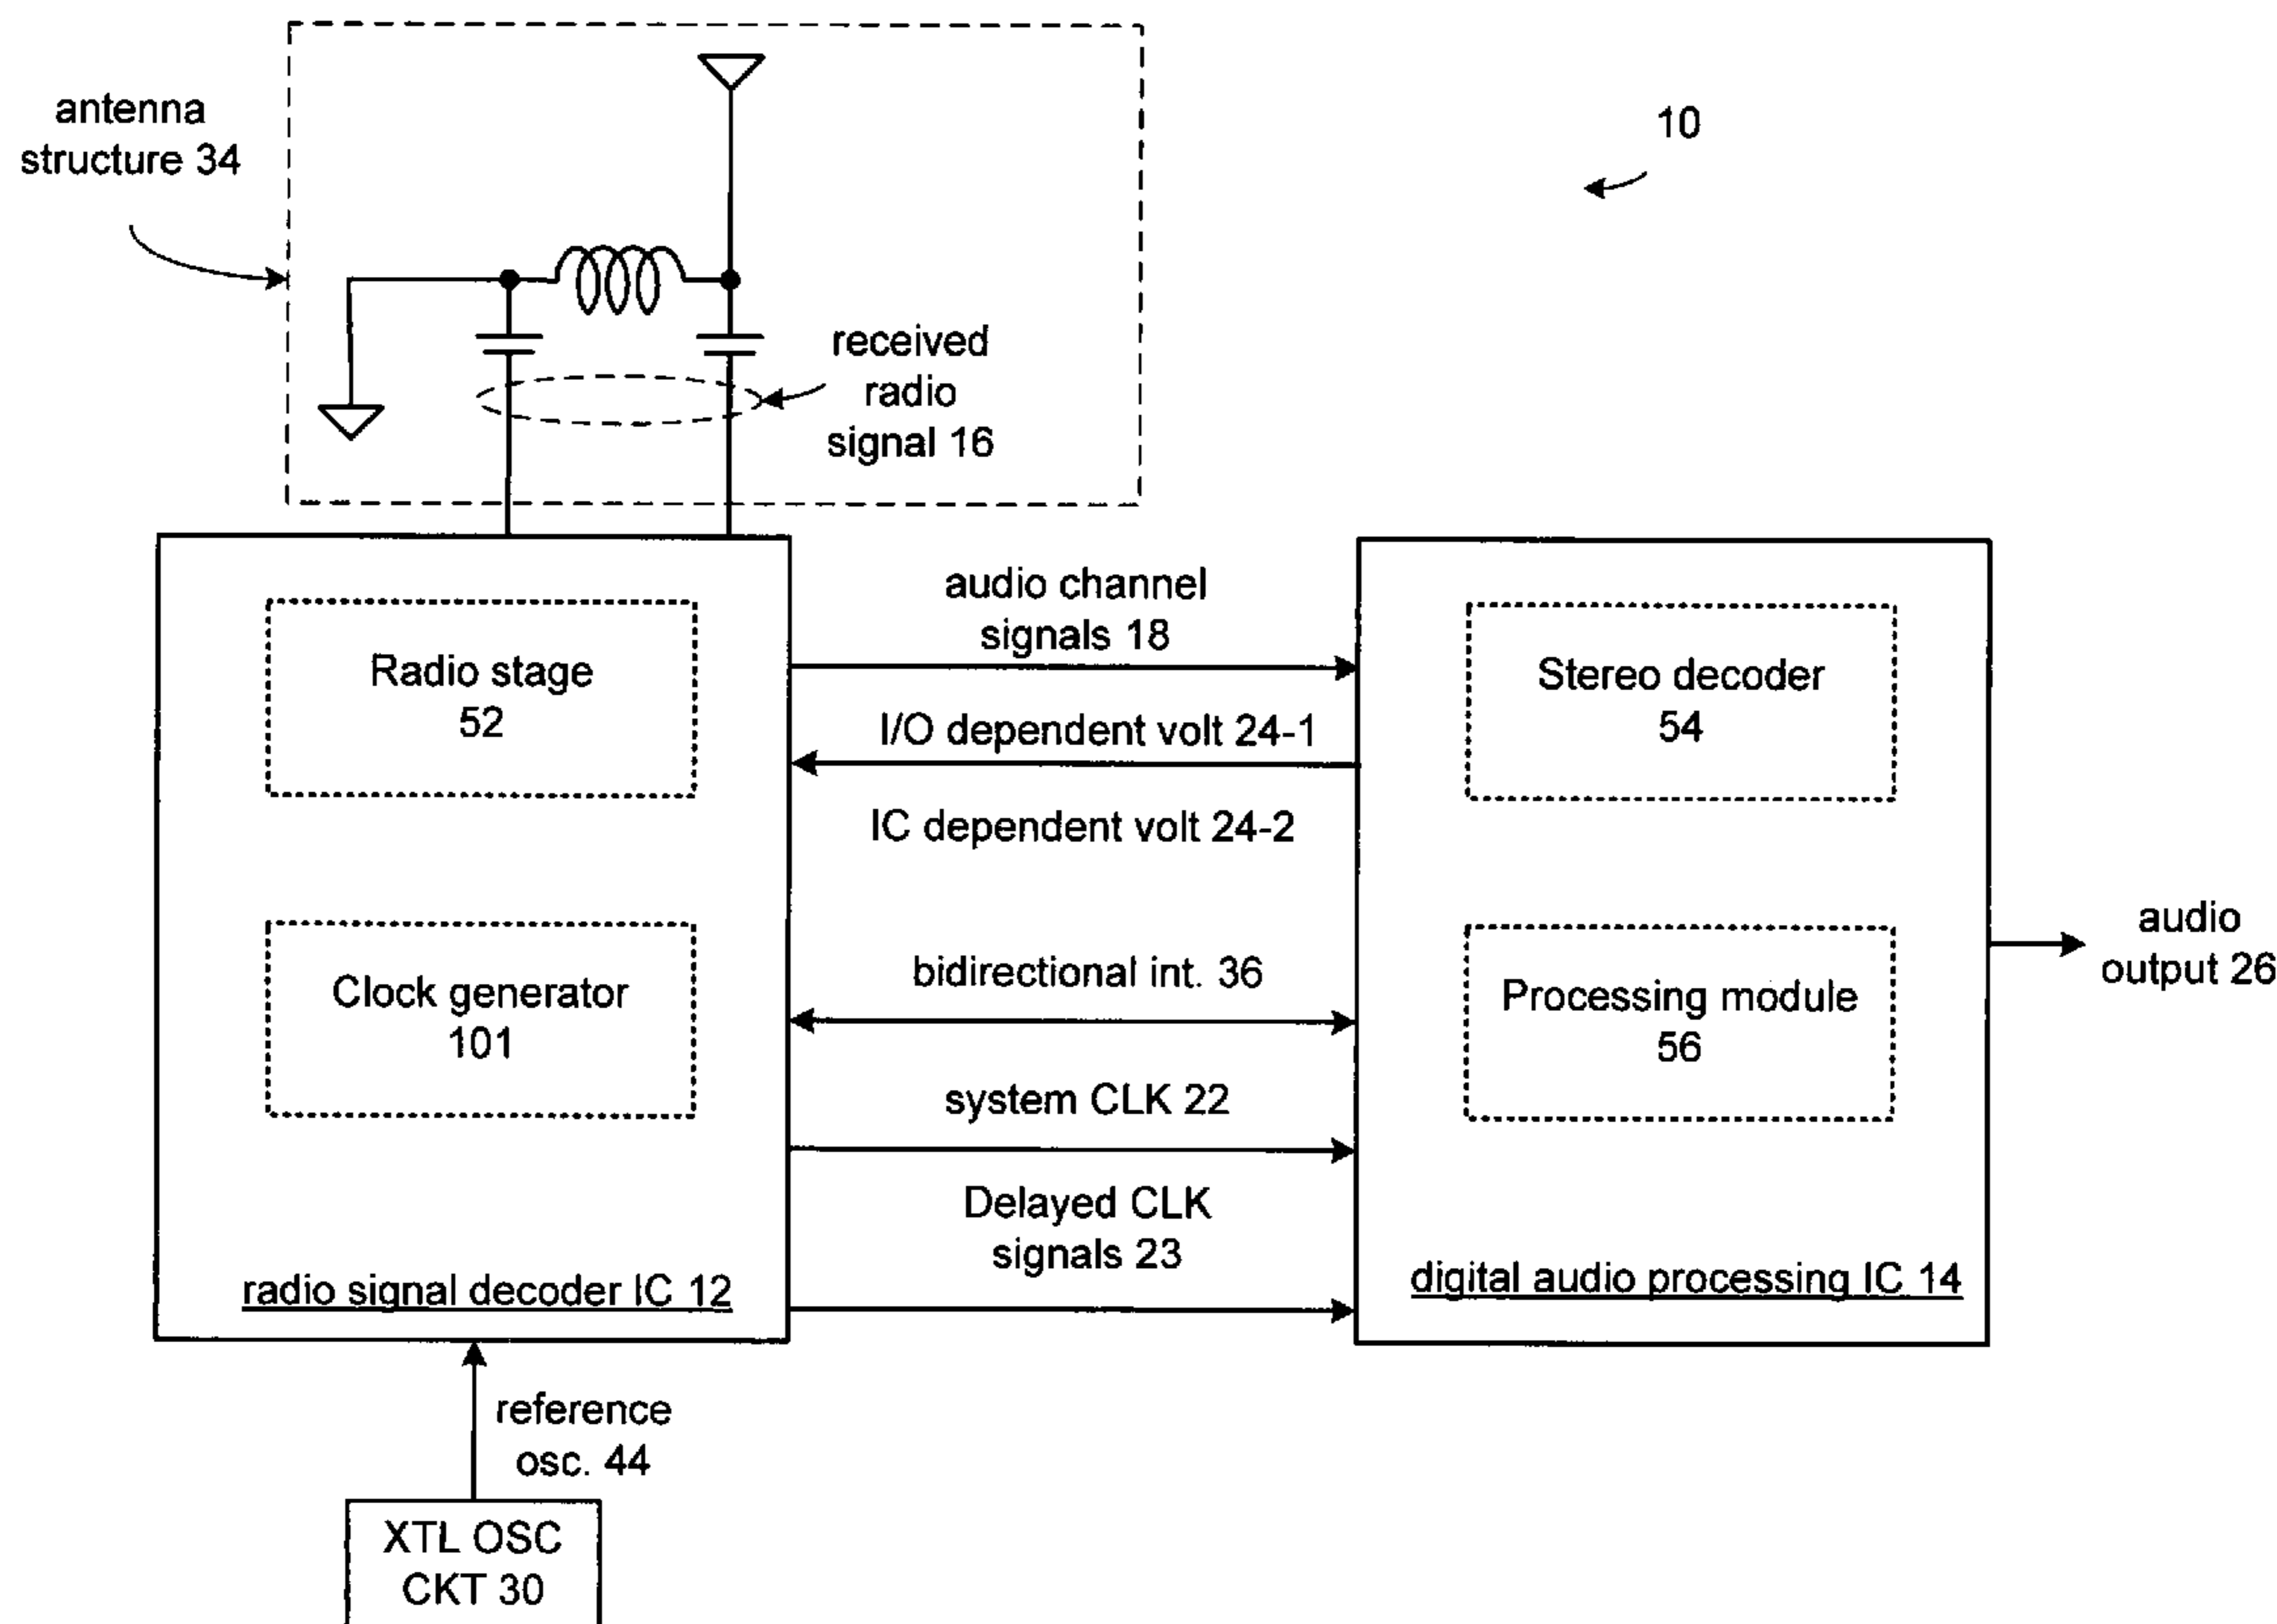 antenna
structure 34
10
received
radio
signal 16
audio channel
signals 18
Radio stage
52
Stereo decoder
54
I/O dependent volt 24-1
IC dependent volt 24-2
Clock generator
101
bidirectional int. 36
Processing module
56
audio
output 26
system CLK 22
Delayed CLK
signals 23
radio signal decoder IC 12
digital audio processing IC 14
reference
osc. 44
XTL OSC
CKT 30